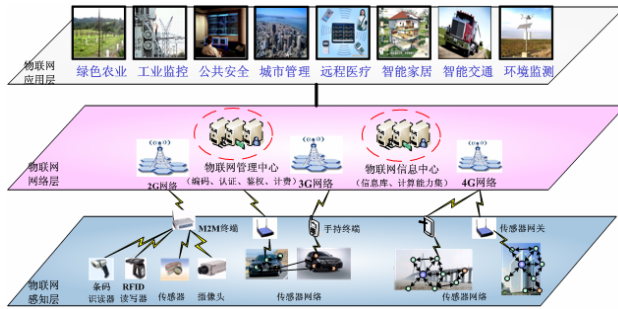 绿色农业 工业监控 公共安全 城市管理 远程医疗 智能家居 智能交通 环境监测
物联网
应用层
物联网管理中心
(编码、认证、鉴权、计费)
物联网信息中心
(信息库、计算能力集)
2G网络
3G网络
4G网络
物联网
网络层
M2M终端
手持终端
传感器网关
条码
识读器
RFID
读写器
传感器
摄像头
传感器网络
传感器网络
物联网
感知层